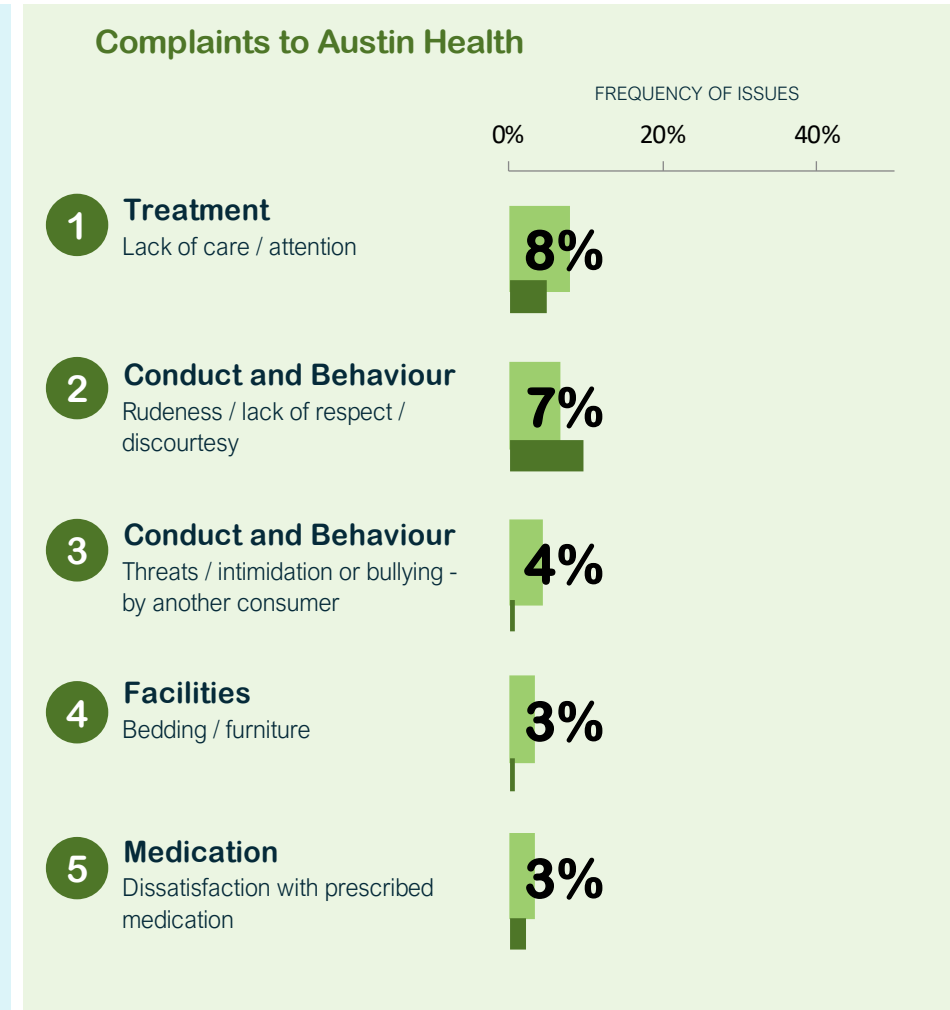 Complaints to Austin Health
FREQUENCY OF ISSUES
0% 20% 40%
1 Treatment
Lack of care / attention
8%
2 Conduct and Behaviour
Rudeness / lack of respect /
discourtesy
7%
3 Conduct and Behaviour
Threats / intimidation or bullying -
by another consumer
4%
4 Facilities
Bedding / furniture
3%
5 Medication
Dissatisfaction with prescribed
medication
3%